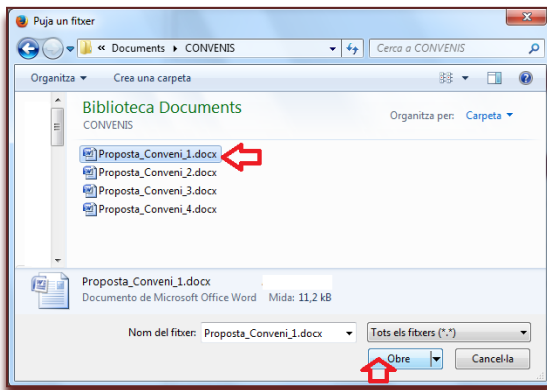 Puja un fitxer
« Documents ▸ CONVENIS
Cerca a CONVENIS
Organitza
Crea una carpeta
Biblioteca Documents
CONVENIS
Organitza per: Carpeta
Proposta_Conveni_1.docx
Proposta_Conveni_2.docx
Proposta_Conveni_3.docx
Proposta_Conveni_4.docx
Proposta_Conveni_1.docx
Documento de Microsoft Office Word Mida: 11,2 kB
Nom del fitxer: Proposta_Conveni_1.docx
Tots els fitxers (*.*)
Obre
Cancel·la